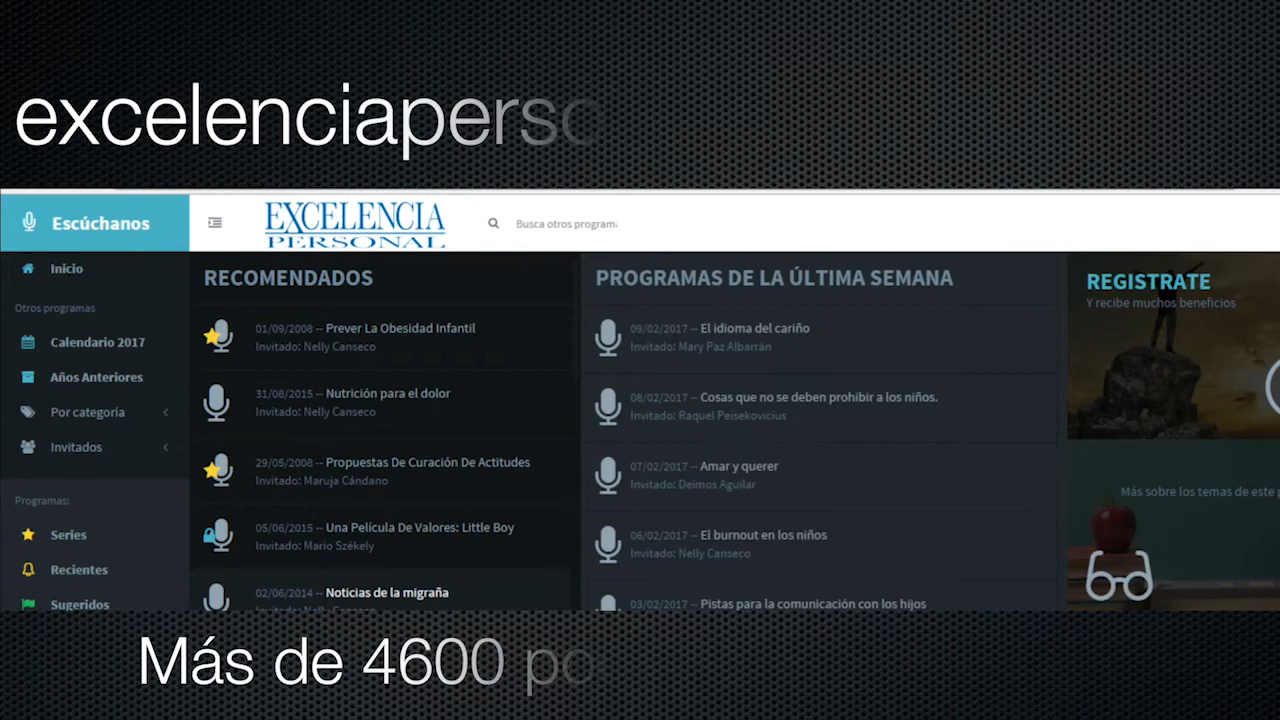 excelenciaperso
Escúchanos
EXCELENCIA
PERSONAL
Busca otros programa
Inicio
Otros programas
Calendario 2017
Años Anteriores
Por categoría
Invitados
Programas:
Series
Recientes
Sugeridos
RECOMENDADOS
01/09/2008 -- Prever La Obesidad Infantil
Invitado: Nelly Canseco
31/08/2015 -- Nutrición para el dolor
Invitado: Nelly Canseco
29/05/2008 -- Propuestas De Curación De Actitudes
Invitado: Maruja Cándano
05/06/2015 -- Una Película De Valores: Little Boy
Invitado: Mario Székely
02/06/2014 -- Noticias de la migraña
Invitado: Nelly Canseco
PROGRAMAS DE LA ÚLTIMA SEMANA
09/02/2017 -- El idioma del cariño
Invitado: Mary Paz Albarrán
08/02/2017 -- Cosas que no se deben prohibir a los niños.
Invitado: Raquel Peisekovicius
07/02/2017 -- Amar y querer
Invitado: Deimos Aguilar
06/02/2017 -- El burnout en los niños
Invitado: Nelly Canseco
03/02/2017 -- Pistas para la comunicación con los hijos
REGISTRATE
Y recibe muchos beneficios
Más sobre los temas de este
Más de 4600 po